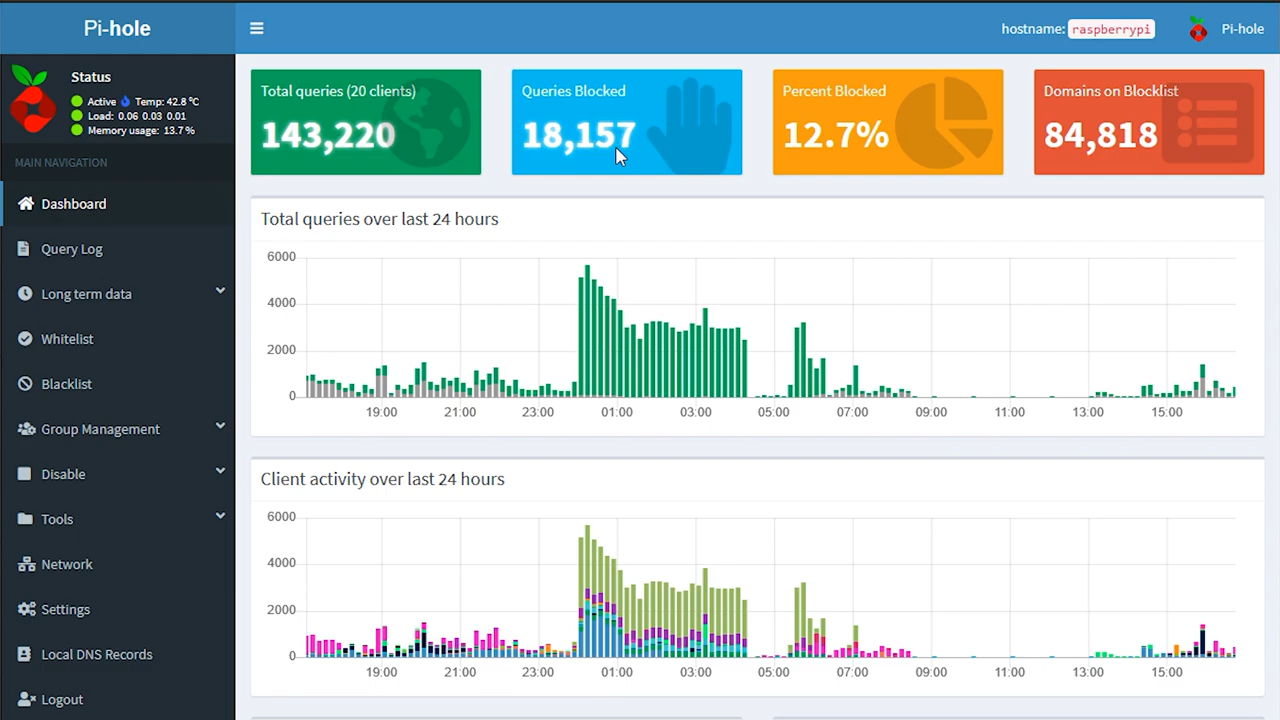 Pi-hole
hostname: raspberrypi
Pi-hole
Status
Active Temp: 42.8 °C
Load: 0.06 0.03 0.01
Memory usage: 13.7 %
MAIN NAVIGATION
Dashboard
Query Log
Long term data
Whitelist
Blacklist
Group Management
Disable
Tools
Network
Settings
Local DNS Records
Logout
Total queries (20 clients)
143,220
Queries Blocked
18,157
Percent Blocked
12.7%
Domains on Blocklist
84,818
Total queries over last 24 hours
6000
4000
2000
0
19:00 21:00 23:00 01:00 03:00 05:00 07:00 09:00 11:00 13:00 15:00
Client activity over last 24 hours
6000
4000
2000
0
19:00 21:00 23:00 01:00 03:00 05:00 07:00 09:00 11:00 13:00 15:00